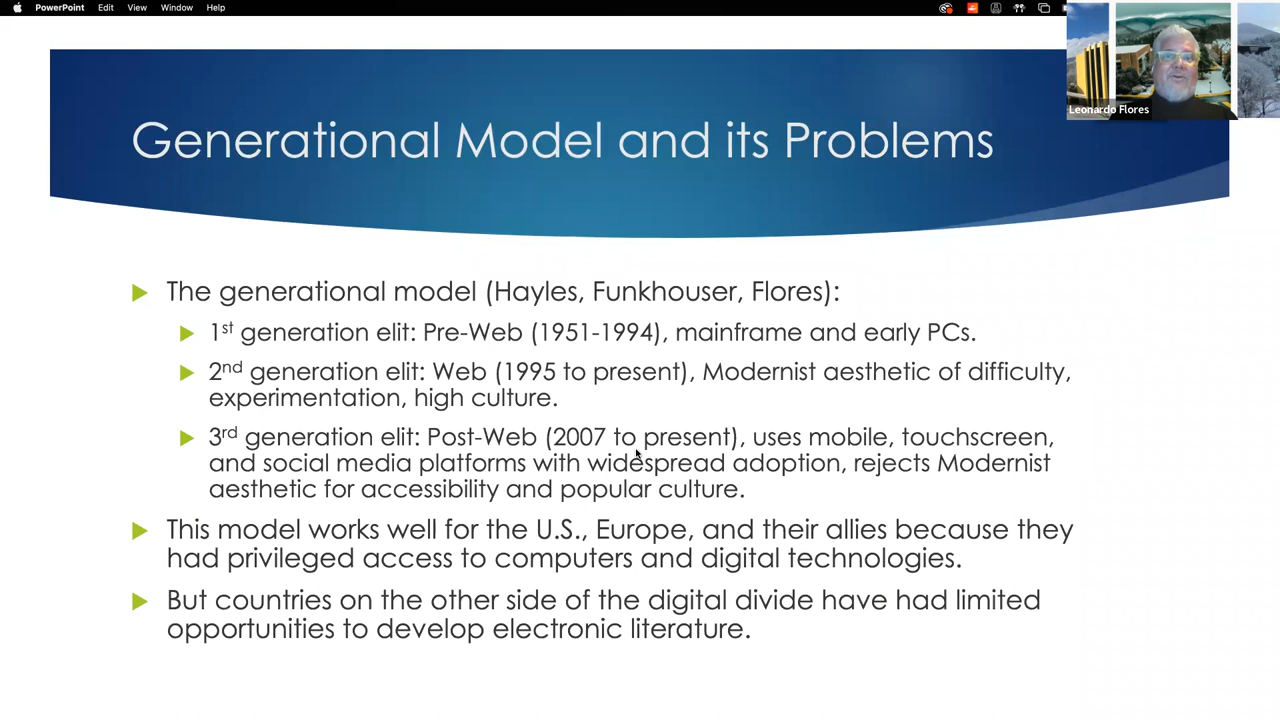 PowerPoint Edit View Window Help
Leonardo Flores
Generational Model and its Problems
The generational model (Hayles, Funkhouser, Flores):
1st generation elit: Pre-Web (1951-1994), mainframe and early PCs.
2nd generation elit: Web (1995 to present), Modernist aesthetic of difficulty,
experimentation, high culture.
3rd generation elit: Post-Web (2007 to present), uses mobile, touchscreen,
and social media platforms with widespread adoption, rejects Modernist
aesthetic for accessibility and popular culture.
This model works well for the U.S., Europe, and their allies because they
had privileged access to computers and digital technologies.
But countries on the other side of the digital divide have had limited
opportunities to develop electronic literature.